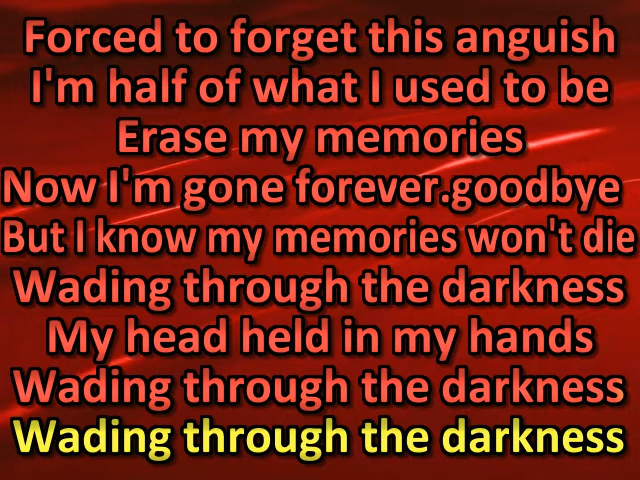 Forced to forget this anguish
I'm half of what I used to be
Erase my memories
Now I'm gone forever.goodbye
But I know my memories won't die
Wading through the darkness
My head held in my hands
Wading through the darkness
Wading through the darkness